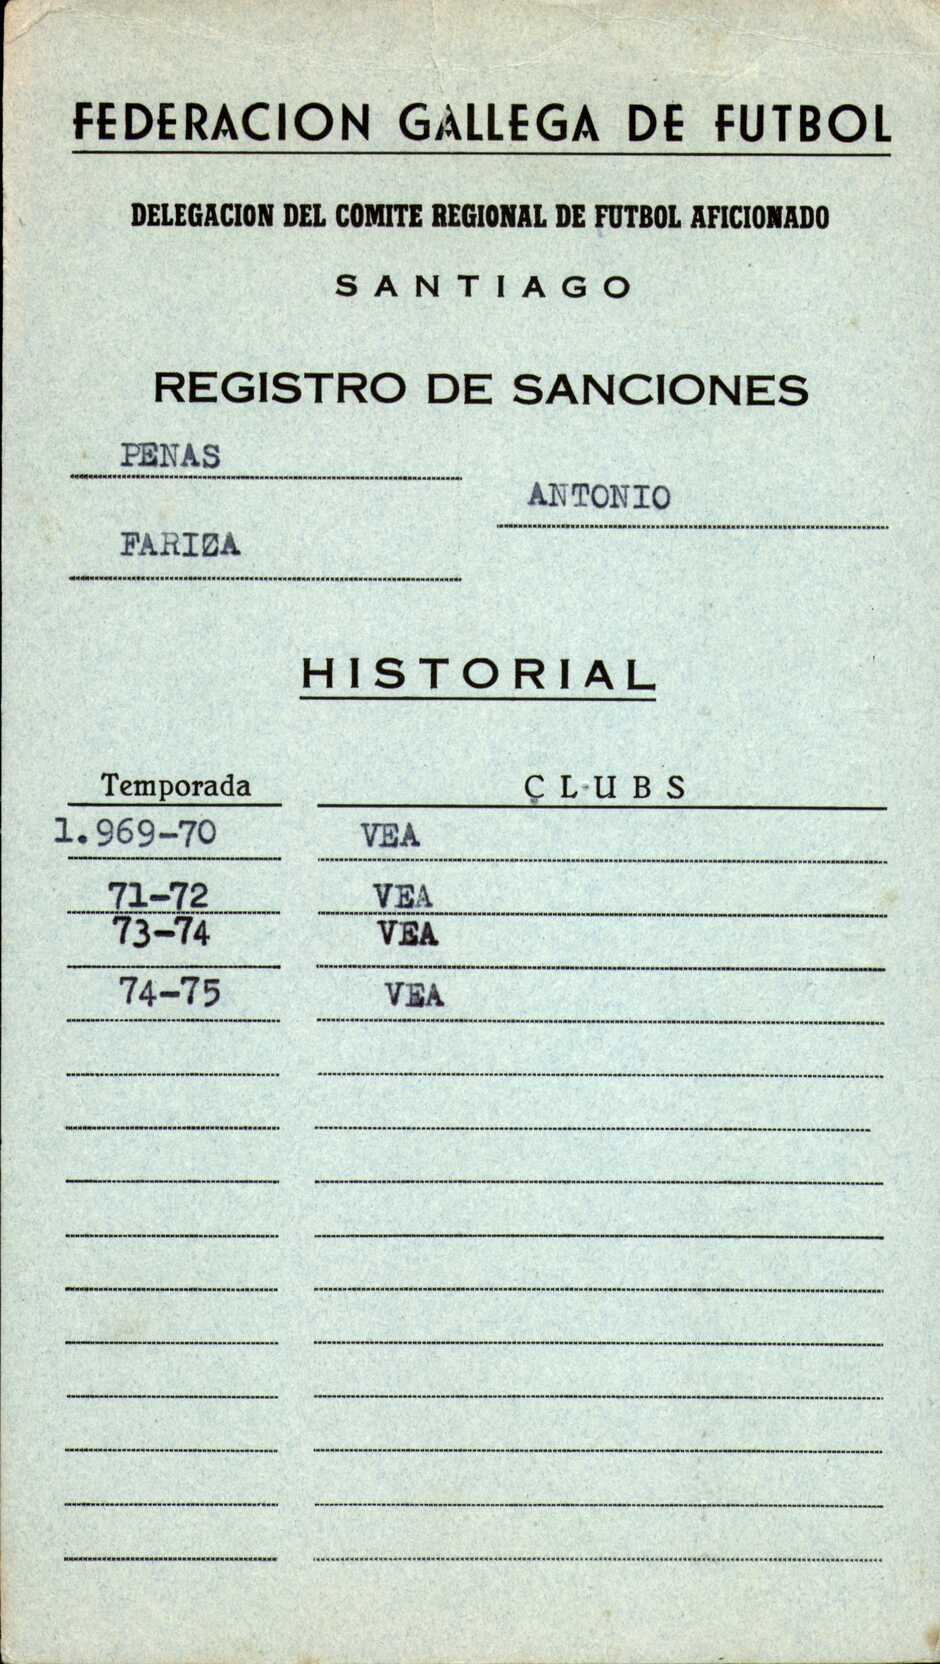 FEDERACION GALLEGA DE FUTBOL
DELEGACION DEL COMITE REGIONAL DE FUTBOL AFICIONADO
SANTIAGO
REGISTRO DE SANCIONES
PENAS
ANTONIO
FARIZA
HISTORIAL
Temporada CLUBS
1.969-70 VEA
71-72 VEA
73-74 VEA
74-75 VEA